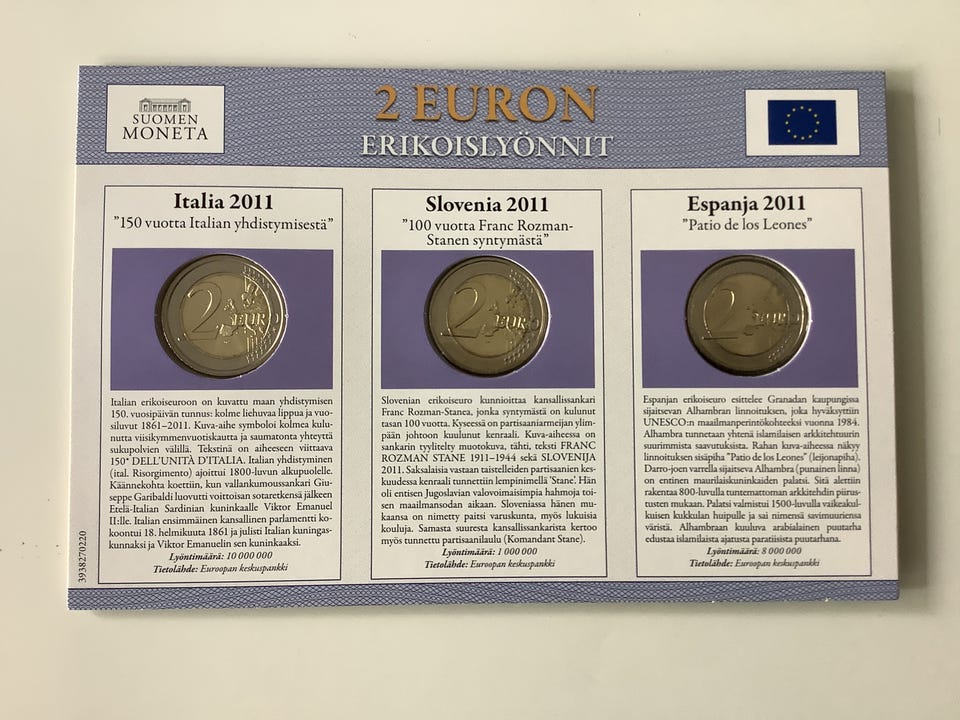 SUOMEN
MONETA
2 EURON
ERIKOISLYÖNNIT
Italia 2011
”150 vuotta Italian yhdistymisestä”
2 EURO
Italian erikoiseuroon on kuvattu maan yhdistymisen
150. vuosipäivän tunnus: kolme liehuvaa lippua ja vuo-
siluvut 1861–2011. Kuva-aihe symboloi kolmea kulu-
nutta viisikymmenvuotiskautta ja saumatonta yhteyttä
sukupolvien välillä. Tekstinä on aiheeseen viittaava
150° DELL’UNITÀ D’ITALIA. Italian yhdistyminen
(ital. Risorgimento) ajoittui 1800-luvun alkupuolelle.
Käännekohta koettiin, kun vallankumoussankari Giu-
seppe Garibaldi luovutti voittoisan sotaretkensä jälkeen
Etelä-Italian Sardinian kuninkaalle Viktor Emanuel
II:lle. Italian ensimmäinen kansallinen parlamentti ko-
koontui 18. helmikuuta 1861 ja julisti Italian kuningas-
kunnaksi ja Viktor Emanuelin sen kuninkaaksi.
Lyöntimäärä: 10 000 000
Tietolähde: Euroopan keskuspankki
Slovenia 2011
”100 vuotta Franc Rozman-
Stanen syntymästä”
2 EURO
Slovenian erikoiseuro kunnioittaa kansallissankari
Franc Rozman-Stanea, jonka syntymästä on kulunut
tasan 100 vuotta. Kyseessä on partisaaniarmeijan ylim-
pään johtoon kuulunut kenraali. Kuva-aiheessa on
sankarin tyylitelty muotokuva, tähti, teksti FRANC
ROZMAN STANE 1911–1944 sekä SLOVENIJA
2011. Saksalaisia vastaan taistelleiden partisaanien kes-
kuudessa kenraali tunnettiin lempinimellä ’Stane’. Hän
oli entisen Jugoslavian valovoimaisimpia hahmoja toi-
sen maailmansodan aikaan. Sloveniassa hänen mu-
kaansa on nimetty paitsi varuskunta, myös lukuisia
kouluja. Samasta suuresta kansallissankarista kertoo
myös tunnettu partisaanilaulu (Komandant Stane).
Lyöntimäärä: 1 000 000
Tietolähde: Euroopan keskuspankki
Espanja 2011
”Patio de los Leones”
2 EURO
Espanjan erikoiseuro esittelee Granadan kaupungissa
sijaitsevan Alhambran linnoituksen, joka hyväksyttiin
UNESCO:n maailmanperintökohteeksi vuonna 1984.
Alhambra tunnetaan yhtenä islamilaisen arkkitehtuurin
suurimmista saavutuksista. Rahan kuva-aiheessa näkyy
linnoituksen sisäpiha ”Patio de los Leones” (leijonapiha).
Darro-joen varrella sijaitseva Alhambra (punainen linna)
on entinen maurilaiskuninkaiden palatsi. Sitä alettiin
rakentaa 800-luvulla tuntemattoman arkkitehdin piirus-
tusten mukaan. Palatsi valmistui 1500-luvulla vaikeakul-
kuisen kukkulan huipulle ja sai nimensä savimuuriensa
väristä. Alhambraan kuuluva arabialainen puutarha
edustaa islamilaista ajatusta paratiisista puutarhana.
Lyöntimäärä: 8 000 000
Tietolähde: Euroopan keskuspankki
3938270220